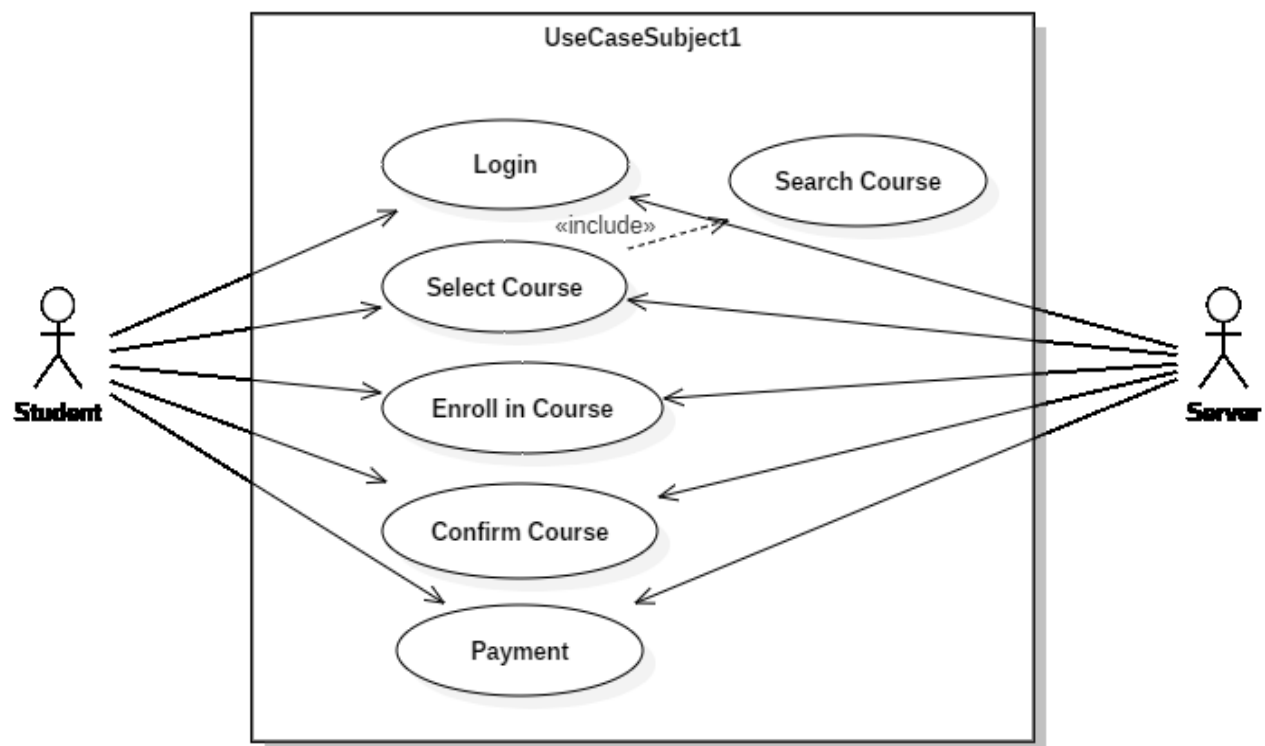 UseCaseSubject1
Login
Search Course
«include»
Select Course
Enroll in Course
Student
Server
Confirm Course
Payment